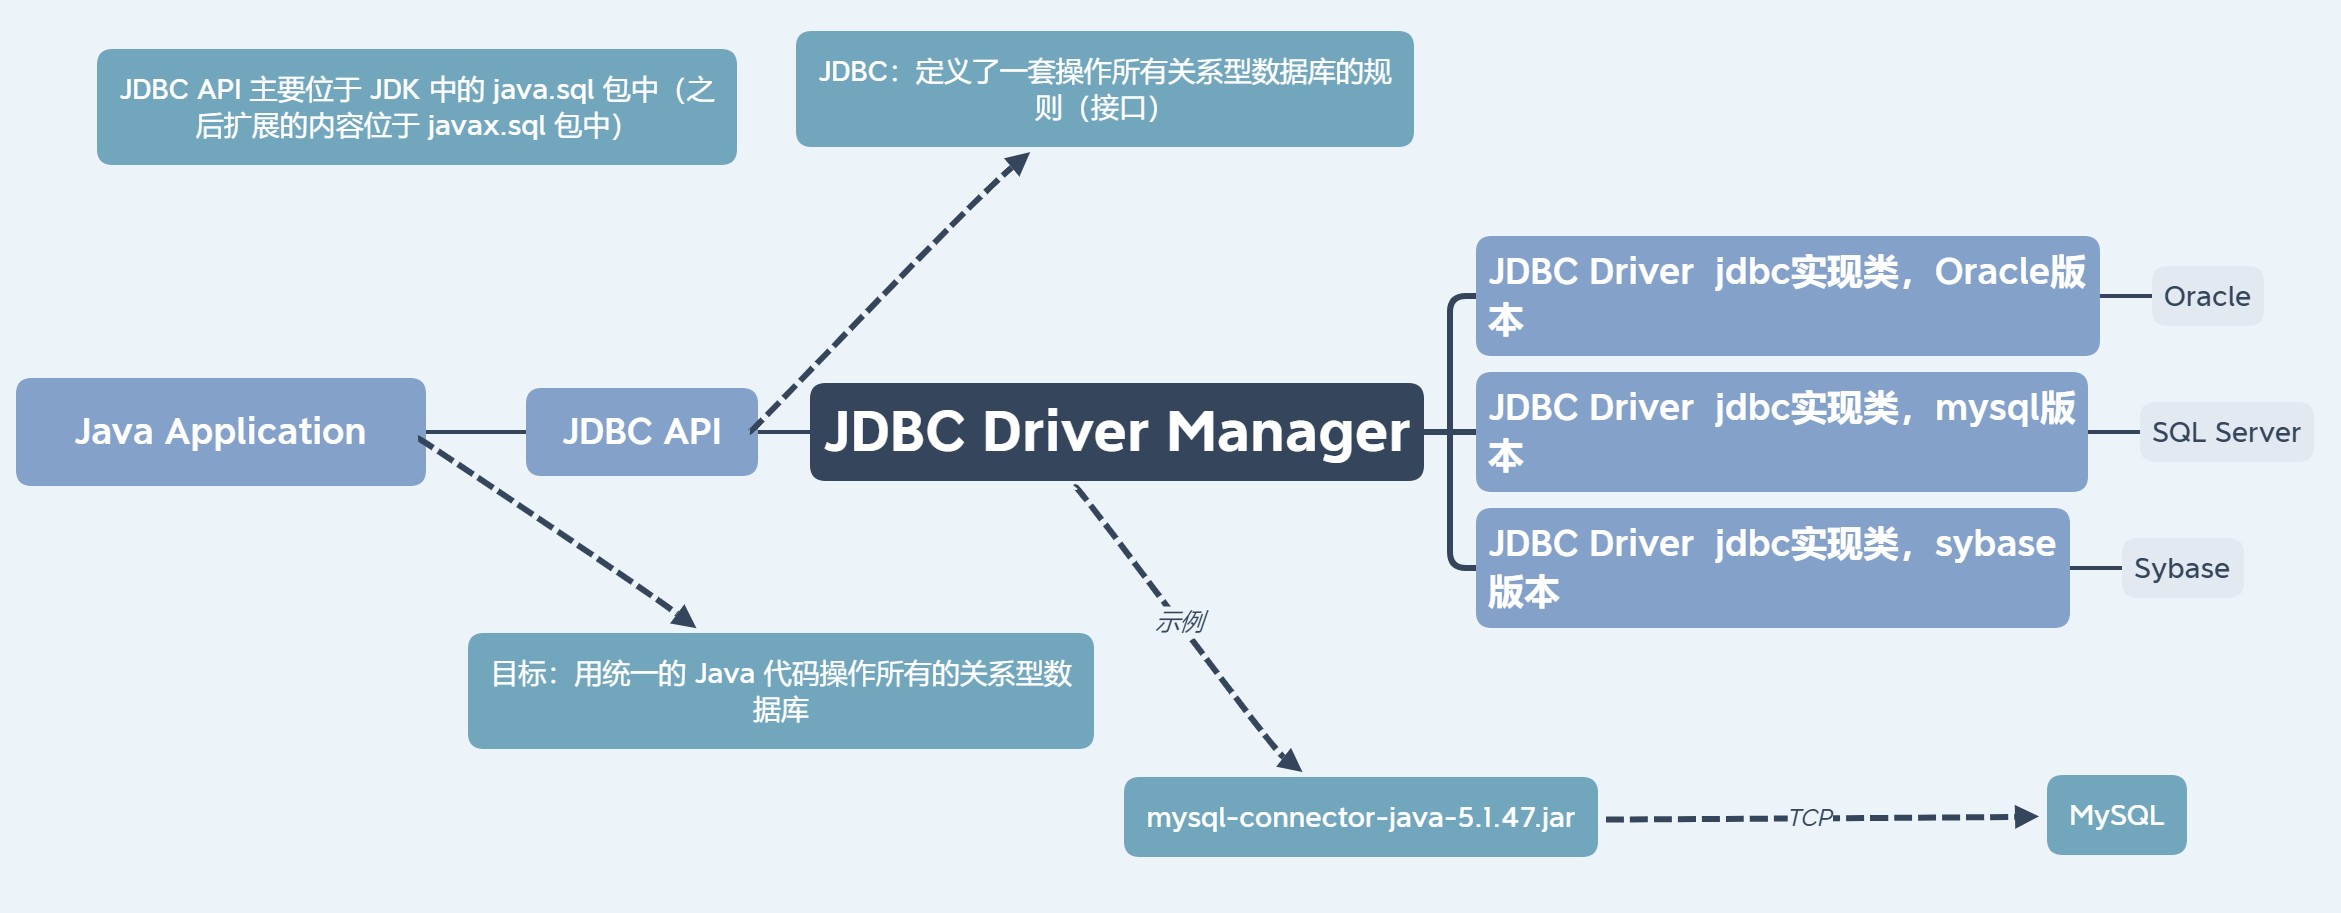 JDBC API 主要位于 JDK 中的 java.sql 包中（之
后扩展的内容位于 javax.sql 包中）
JDBC：定义了一套操作所有关系型数据库的规
则（接口）
Java Application
JDBC API
JDBC Driver Manager
JDBC Driver  jdbc实现类，Oracle版
本
Oracle
JDBC Driver  jdbc实现类，mysql版
本
SQL Server
JDBC Driver  jdbc实现类，sybase
版本
Sybase
示例
目标：用统一的 Java 代码操作所有的关系型数
据库
mysql-connector-java-5.1.47.jar
TCP
MySQL